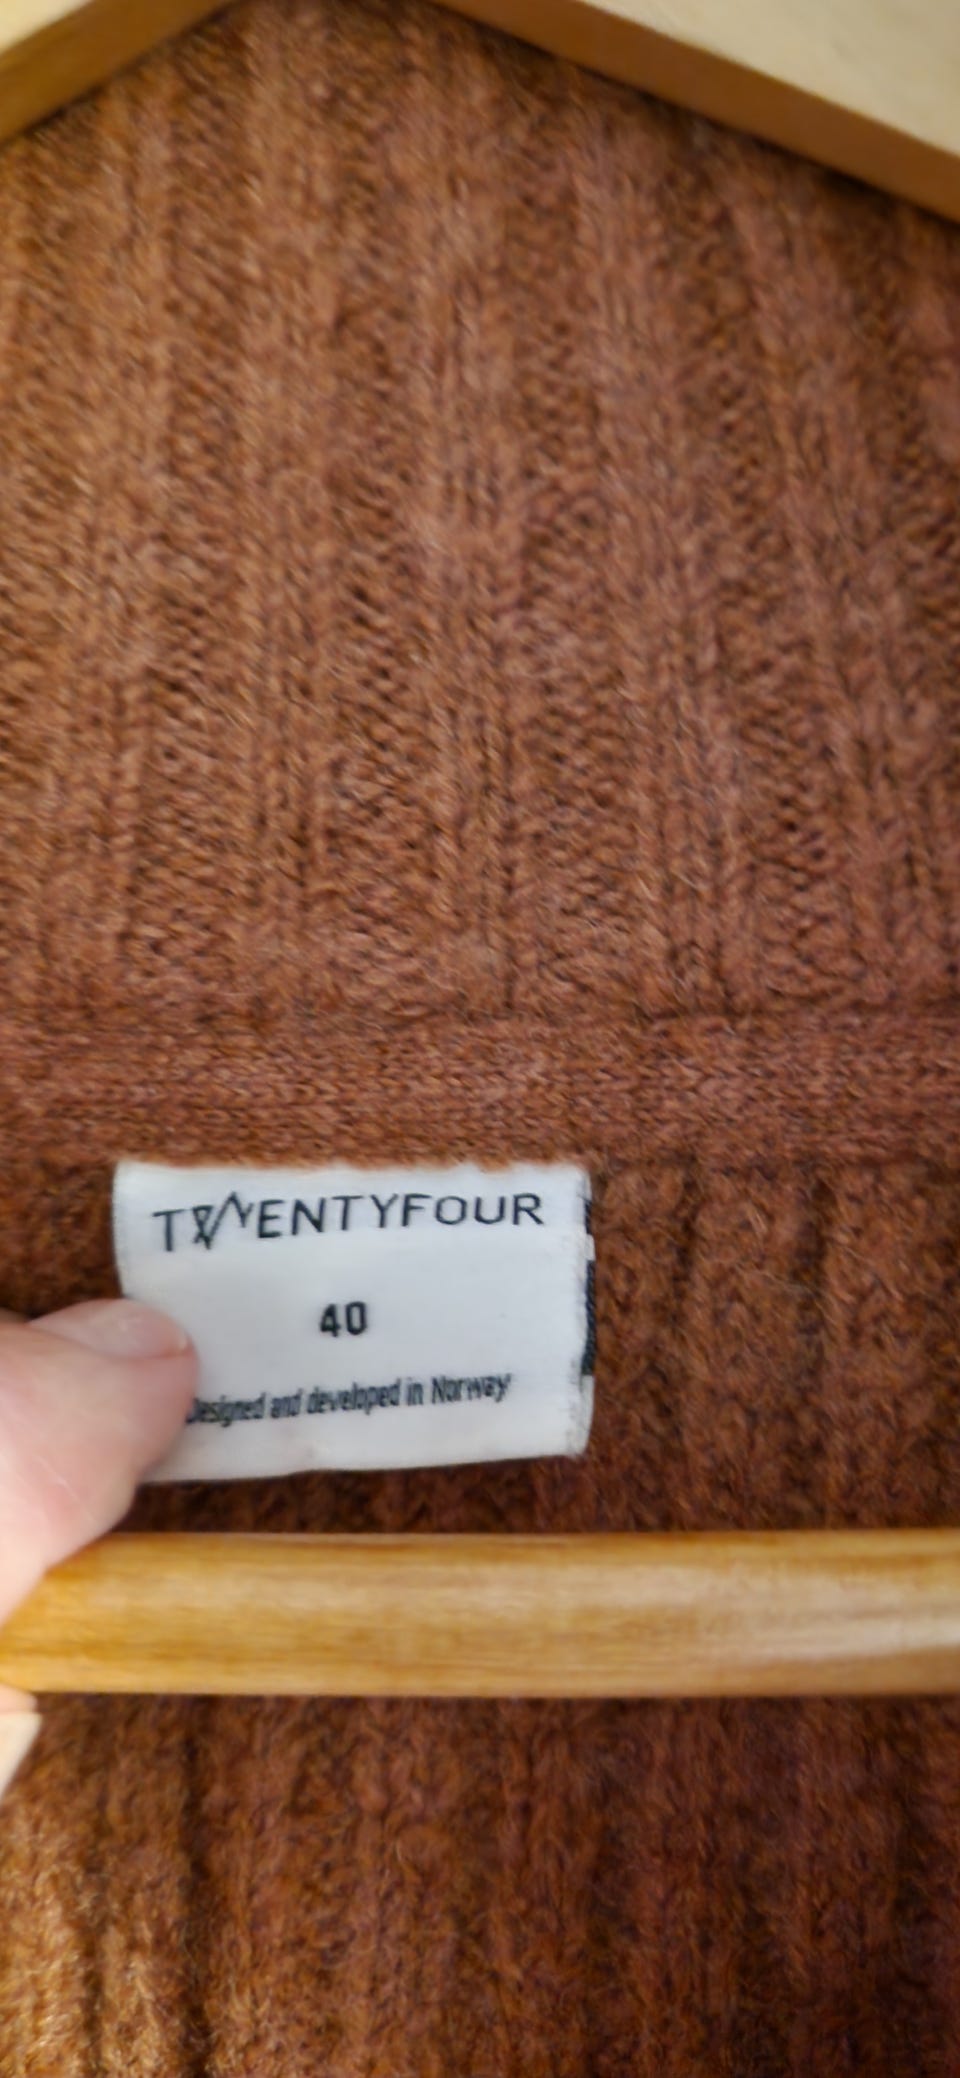 TWENTYFOUR
40
Designed and developed in Norway